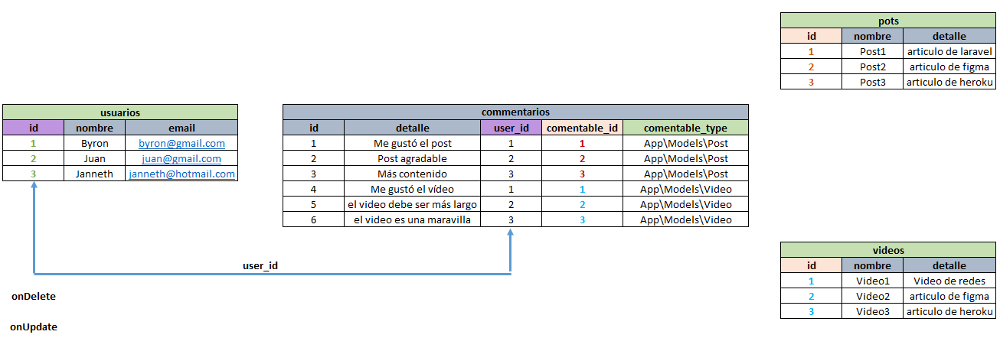 pots
id nombre detalle
1 Post1 articulo de laravel
2 Post2 articulo de figma
3 Post3 articulo de heroku
usuarios
id nombre email
1 Byron byron@gmail.com
2 Juan juan@gmail.com
3 Janneth janneth@hotmail.com
commentarios
id detalle user_id comentable_id comentable_type
1 Me gustó el post 1 1 App\Models\Post
2 Post agradable 2 2 App\Models\Post
3 Más contenido 3 3 App\Models\Post
4 Me gustó el vídeo 1 1 App\Models\Video
5 el video debe ser más largo 2 2 App\Models\Video
6 el video es una maravilla 3 3 App\Models\Video
user_id
videos
id nombre detalle
1 Video1 Video de redes
2 Video2 articulo de figma
3 Video3 articulo de heroku
onDelete
onUpdate